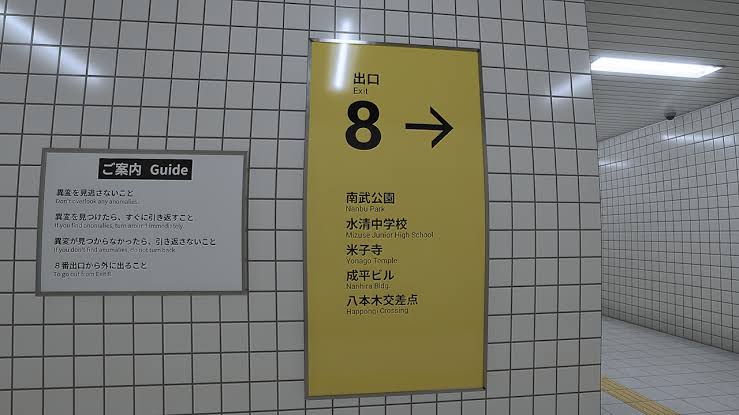 ご案内 Guide
異変を見逃さないこと
Don't overlook any anomalies.
異変を見つけたら、すぐに引き返すこと
If you find anomalies, turn around immediately.
異変が見つからなかったら、引き返さないこと
If you don't find anomalies, do not turn back.
8番出口から外に出ること
To go out from Exit 8.
出口
Exit
8 →
南武公園
Nanbu Park
水清中学校
Mizuse Junior High School
米子寺
Yonago Temple
成平ビル
Narihira Bldg.
八本木交差点
Happongi Crossing